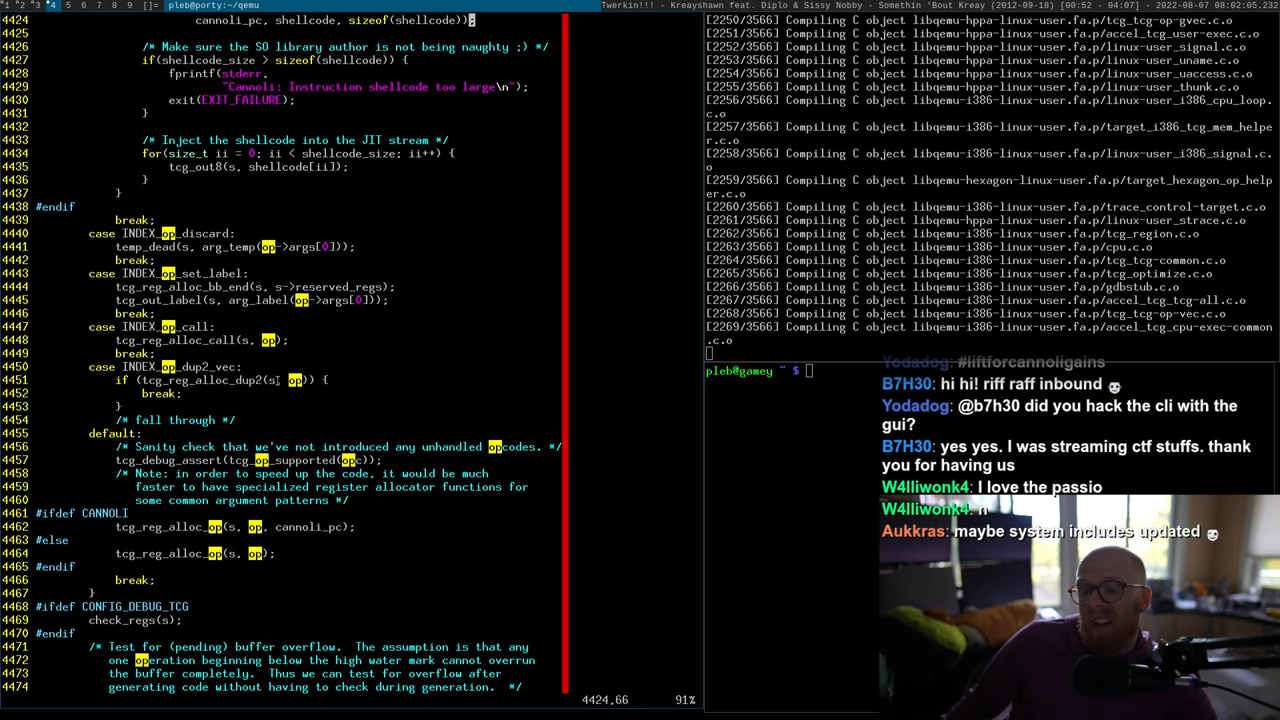 *1 *2 *3 *4 5 6 7 8 9 []= pleb@porty:~/qemu
Twerkin!!! - Kreayshawn feat. Diplo & Sissy Nobby - Somethin 'Bout Kreay (2012-09-18) [00:52 - 04:07] - 2022-08-07 08:02:05.232
4424 cannoli_pc, shellcode, sizeof(shellcode));
4425
4426 /* Make sure the SO library author is not being naughty ;) */
4427 if(shellcode_size > sizeof(shellcode)) {
4428 fprintf(stderr,
4429 "Cannoli: Instruction shellcode too large\n");
4430 exit(EXIT_FAILURE);
4431 }
4432
4433 /* Inject the shellcode into the JIT stream */
4434 for(size_t ii = 0; ii < shellcode_size; ii++) {
4435 tcg_out8(s, shellcode[ii]);
4436 }
4437 }
4438 #endif
4439 break;
4440 case INDEX_op_discard:
4441 temp_dead(s, arg_temp(op->args[0]));
4442 break;
4443 case INDEX_op_set_label:
4444 tcg_reg_alloc_bb_end(s, s->reserved_regs);
4445 tcg_out_label(s, arg_label(op->args[0]));
4446 break;
4447 case INDEX_op_call:
4448 tcg_reg_alloc_call(s, op);
4449 break;
4450 case INDEX_op_dup2_vec:
4451 if (tcg_reg_alloc_dup2(s, op)) {
4452 break;
4453 }
4454 /* fall through */
4455 default:
4456 /* Sanity check that we've not introduced any unhandled opcodes. */
4457 tcg_debug_assert(tcg_op_supported(opc));
4458 /* Note: in order to speed up the code, it would be much
4459 faster to have specialized register allocator functions for
4460 some common argument patterns */
4461 #ifdef CANNOLI
4462 tcg_reg_alloc_op(s, op, cannoli_pc);
4463 #else
4464 tcg_reg_alloc_op(s, op);
4465 #endif
4466 break;
4467 }
4468 #ifdef CONFIG_DEBUG_TCG
4469 check_regs(s);
4470 #endif
4471 /* Test for (pending) buffer overflow. The assumption is that any
4472 one operation beginning below the high water mark cannot overrun
4473 the buffer completely. Thus we can test for overflow after
4474 generating code without having to check during generation. */
4424,66 91%
[2250/3566] Compiling C object libqemu-hppa-linux-user.fa.p/tcg_tcg-op-gvec.c.o
[2251/3566] Compiling C object libqemu-hppa-linux-user.fa.p/accel_tcg_user-exec.c.o
[2252/3566] Compiling C object libqemu-hppa-linux-user.fa.p/linux-user_signal.c.o
[2253/3566] Compiling C object libqemu-hppa-linux-user.fa.p/linux-user_uname.c.o
[2254/3566] Compiling C object libqemu-hppa-linux-user.fa.p/linux-user_uaccess.c.o
[2255/3566] Compiling C object libqemu-hppa-linux-user.fa.p/linux-user_thunk.c.o
[2256/3566] Compiling C object libqemu-i386-linux-user.fa.p/linux-user_i386_cpu_loop.
c.o
[2257/3566] Compiling C object libqemu-i386-linux-user.fa.p/target_i386_tcg_mem_helpe
r.c.o
[2258/3566] Compiling C object libqemu-i386-linux-user.fa.p/linux-user_i386_signal.c.
o
[2259/3566] Compiling C object libqemu-hexagon-linux-user.fa.p/target_hexagon_op_help
er.c.o
[2260/3566] Compiling C object libqemu-i386-linux-user.fa.p/trace_control-target.c.o
[2261/3566] Compiling C object libqemu-hppa-linux-user.fa.p/linux-user_strace.c.o
[2262/3566] Compiling C object libqemu-i386-linux-user.fa.p/tcg_region.c.o
[2263/3566] Compiling C object libqemu-i386-linux-user.fa.p/cpu.c.o
[2264/3566] Compiling C object libqemu-i386-linux-user.fa.p/tcg_tcg-common.c.o
[2265/3566] Compiling C object libqemu-i386-linux-user.fa.p/tcg_optimize.c.o
[2266/3566] Compiling C object libqemu-i386-linux-user.fa.p/gdbstub.c.o
[2267/3566] Compiling C object libqemu-i386-linux-user.fa.p/accel_tcg_tcg-all.c.o
[2268/3566] Compiling C object libqemu-i386-linux-user.fa.p/tcg_tcg-op-vec.c.o
[2269/3566] Compiling C object libqemu-i386-linux-user.fa.p/accel_tcg_cpu-exec-common
.c.o
pleb@gamey ~ $
Yodadog: #liftforcannoligains
B7H30: hi hi! riff raff inbound
Yodadog: @b7h30 did you hack the cli with the
gui?
B7H30: yes yes. I was streaming ctf stuffs. thank
you for having us
W4lliwonk4: I love the passio
W4lliwonk4: n
Aukkras: maybe system includes updated